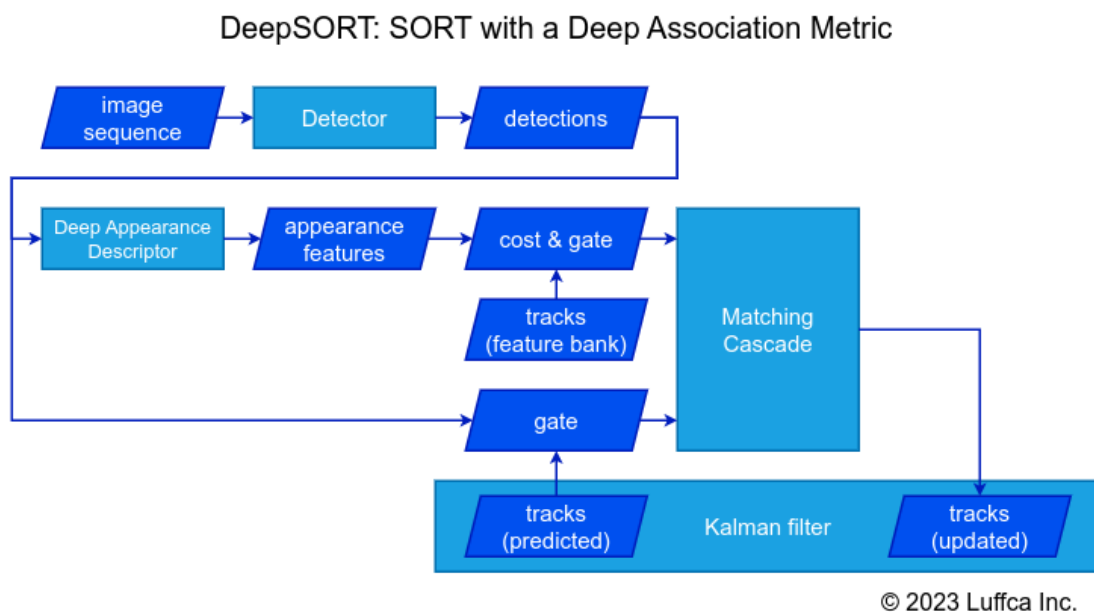 DeepSORT: SORT with a Deep Association Metric
image
sequence
Detector
detections
Deep Appearance
Descriptor
appearance
features
cost & gate
tracks
(feature bank)
Matching
Cascade
gate
tracks
(predicted)
Kalman filter
tracks
(updated)
© 2023 Luffca Inc.